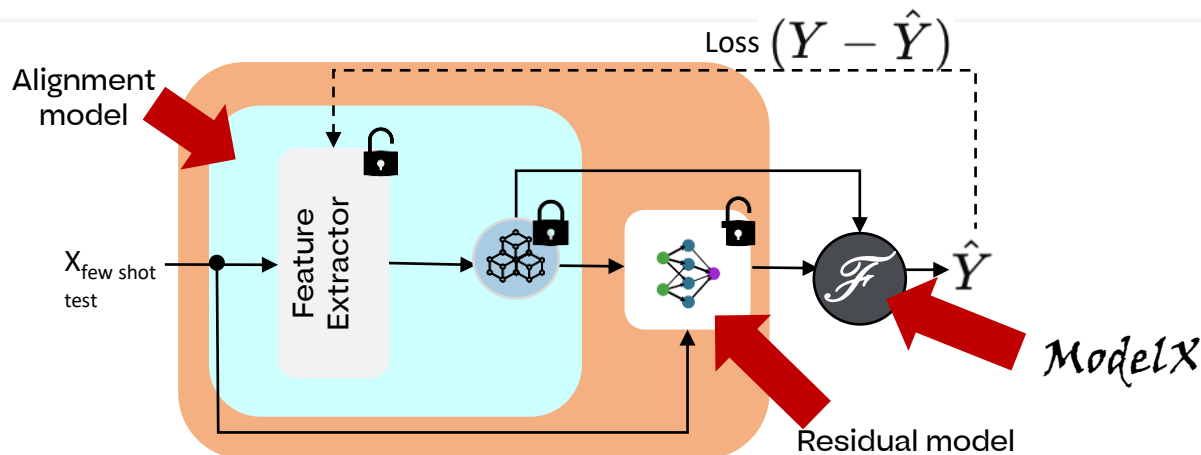 Loss (Y − Ŷ)
Alignment
model
Feature
Extractor
X few shot
test
ℱ
Ŷ
ModelX
Residual model